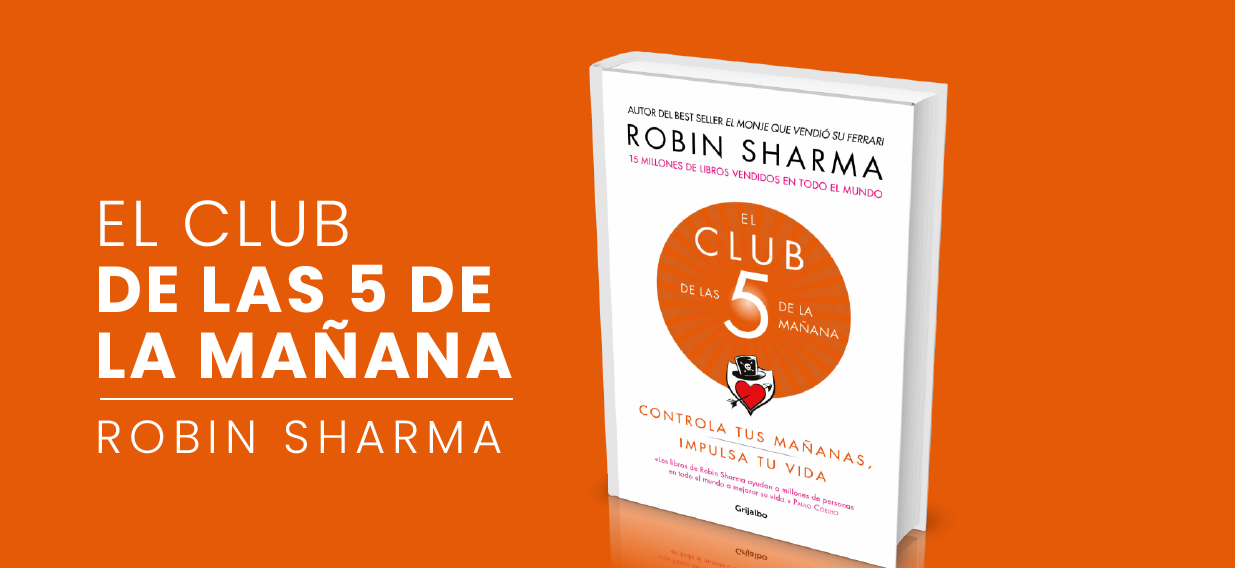 EL CLUB
DE LAS 5 DE
LA MAÑANA
ROBIN SHARMA
AUTOR DEL BEST SELLER EL MONJE QUE VENDIÓ SU FERRARI
ROBIN SHARMA
15 MILLONES DE LIBROS VENDIDOS EN TODO EL MUNDO
EL
CLUB
DE LAS 5 DE LA
MAÑANA
CONTROLA TUS MAÑANAS,
IMPULSA TU VIDA
«Los libros de Robin Sharma ayudan a millones de personas
en todo el mundo a mejorar su vida.» PAULO COELHO
Grijalbo